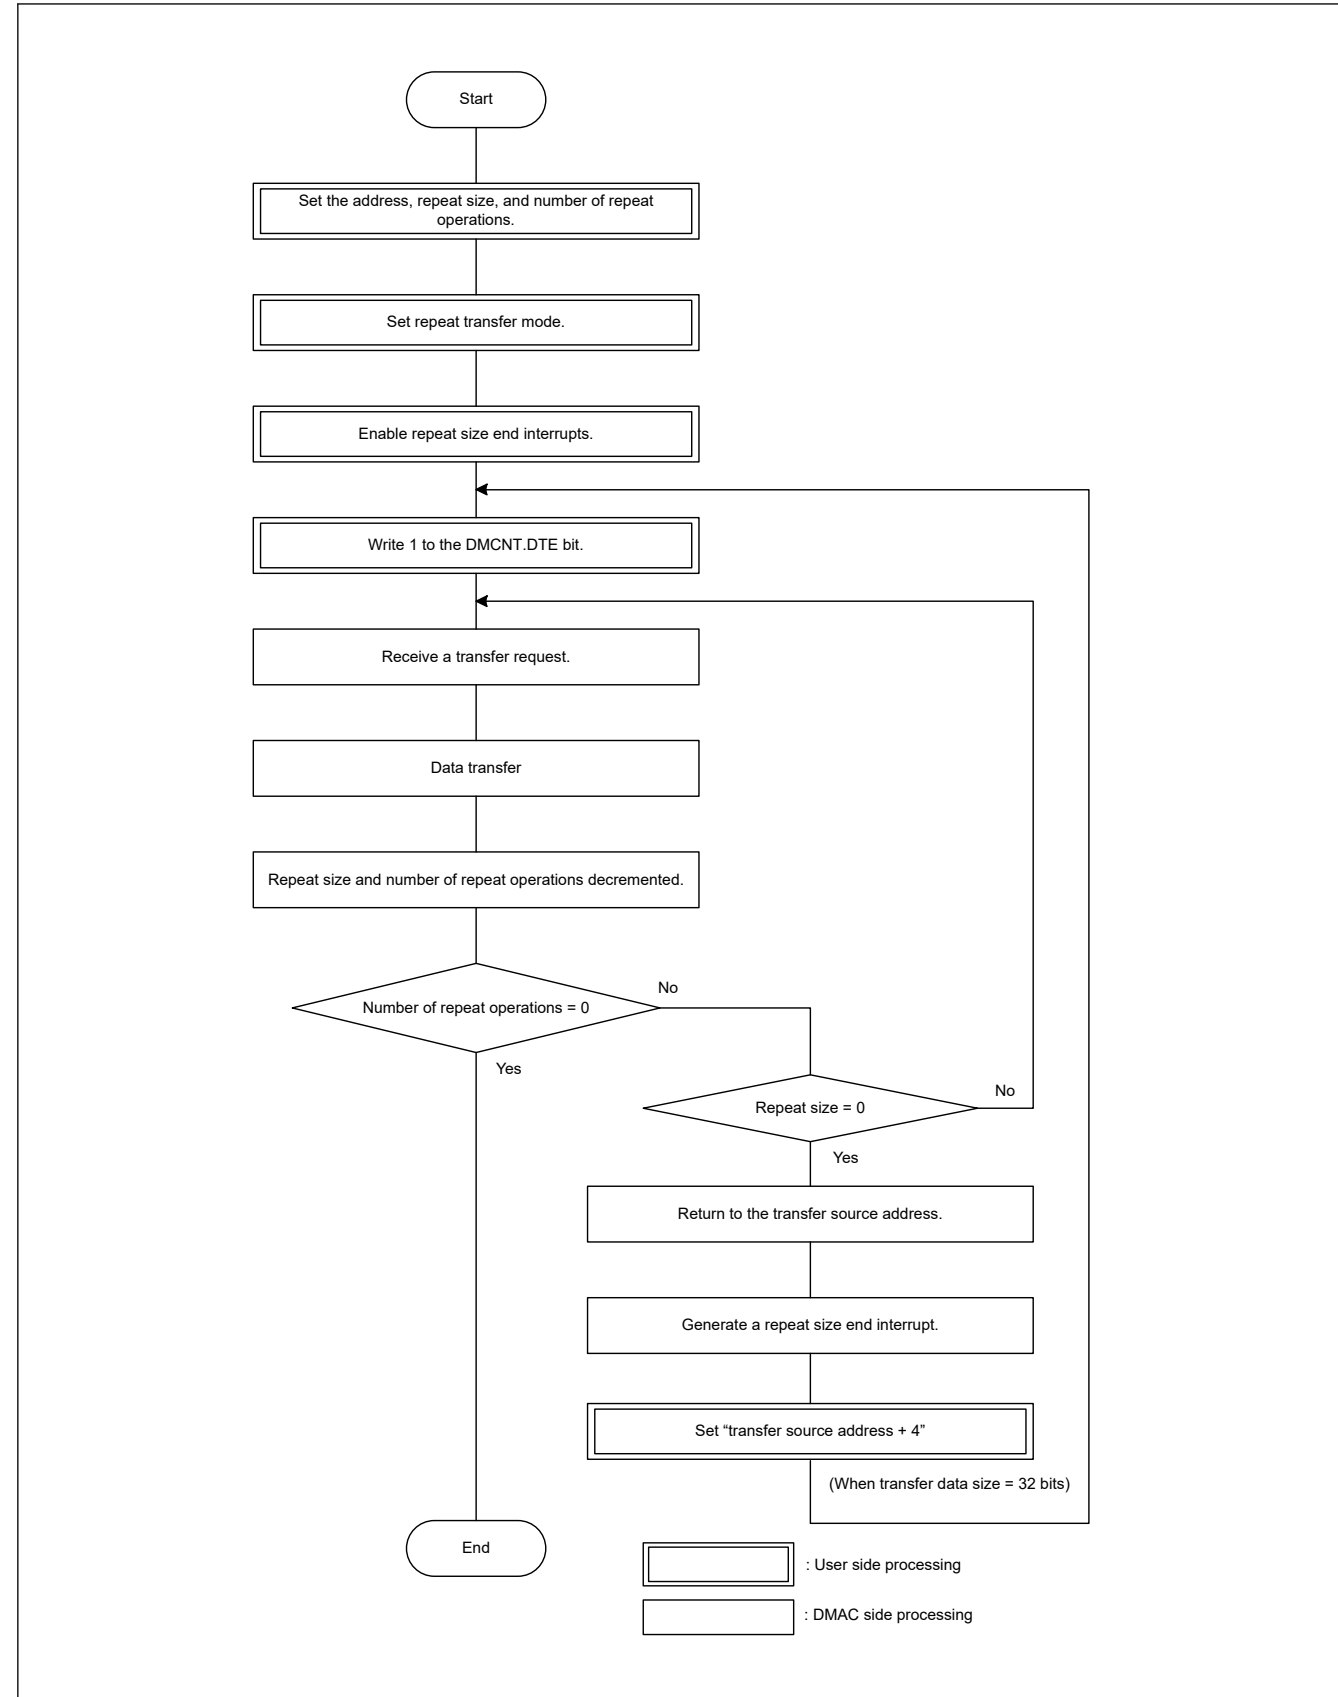 Start
Set the address, repeat size, and number of repeat
operations.
Set repeat transfer mode.
Enable repeat size end interrupts.
Write 1 to the DMCNT.DTE bit.
Receive a transfer request.
Data transfer
Repeat size and number of repeat operations decremented.
Number of repeat operations = 0
No
Yes
Repeat size = 0
No
Yes
Return to the transfer source address.
Generate a repeat size end interrupt.
Set “transfer source address + 4”
(When transfer data size = 32 bits)
End
: User side processing
: DMAC side processing